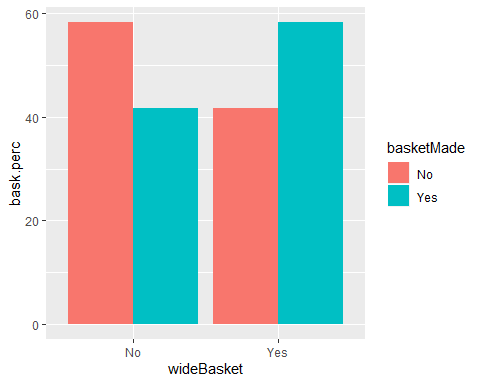 60
40
20
0
bask.perc
No
Yes
wideBasket
basketMade
No
Yes